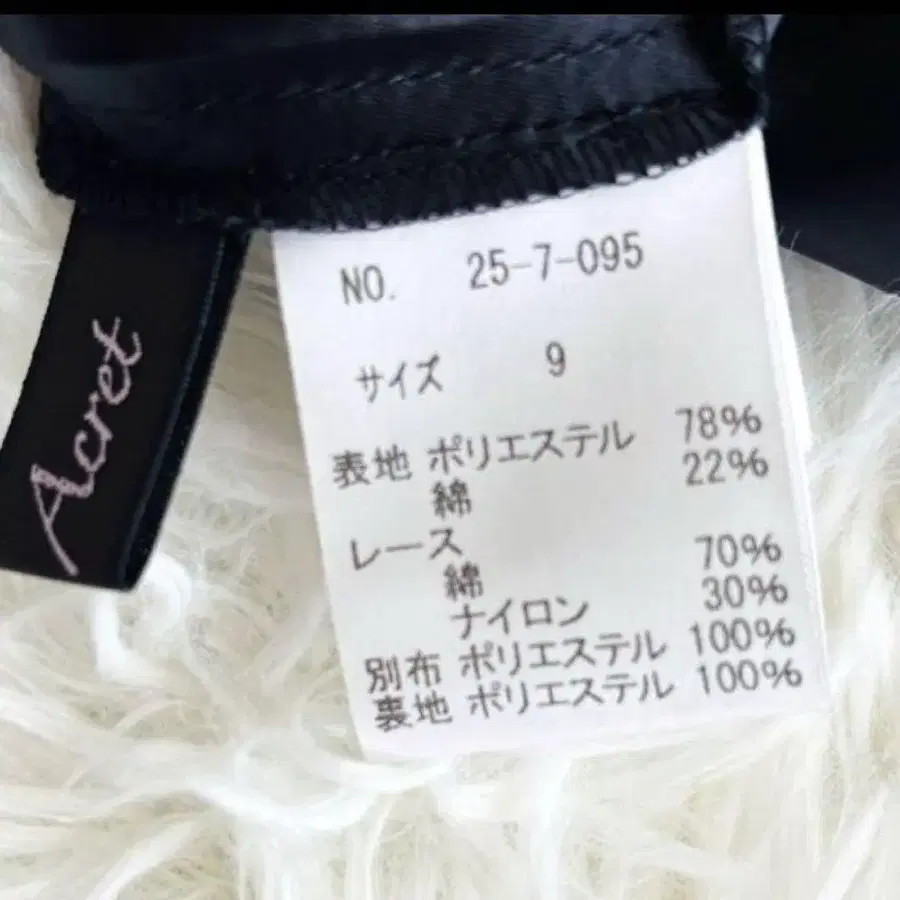 Acret
NO. 25-7-095
サイズ 9
表地 ポリエステル 78%
綿 22%
レース
綿 70%
ナイロン 30%
別布 ポリエステル 100%
裏地 ポリエステル 100%